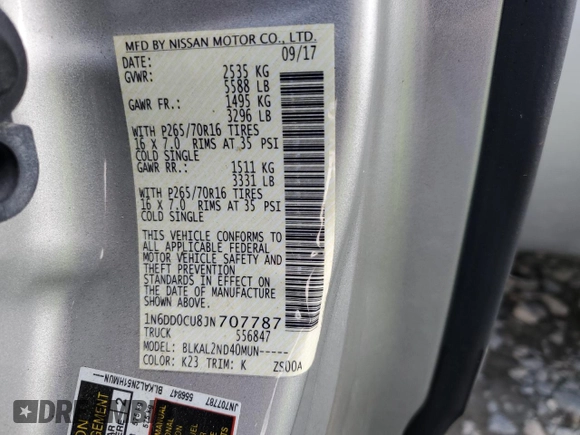 MFD BY NISSAN MOTOR CO., LTD.
DATE: 09/17
GVWR: 2535 KG
5588 LB
GAWR FR.: 1495 KG
3296 LB
WITH P265/70R16 TIRES
16 X 7.0 RIMS AT 35 PSI
COLD SINGLE
GAWR RR.: 1511 KG
3331 LB
WITH P265/70R16 TIRES
16 X 7.0 RIMS AT 35 PSI
COLD SINGLE
THIS VEHICLE CONFORMS TO
ALL APPLICABLE FEDERAL
MOTOR VEHICLE SAFETY AND
THEFT PREVENTION
STANDARDS IN EFFECT ON
THE DATE OF MANUFACTURE
SHOWN ABOVE.
1N6DD0CU8JN707787
TRUCK 556847
MODEL: BLKAL2ND40MUN-----
COLOR: K23 TRIM: K ZS00A
JN707787
556847
BLKAL2N51HMUN